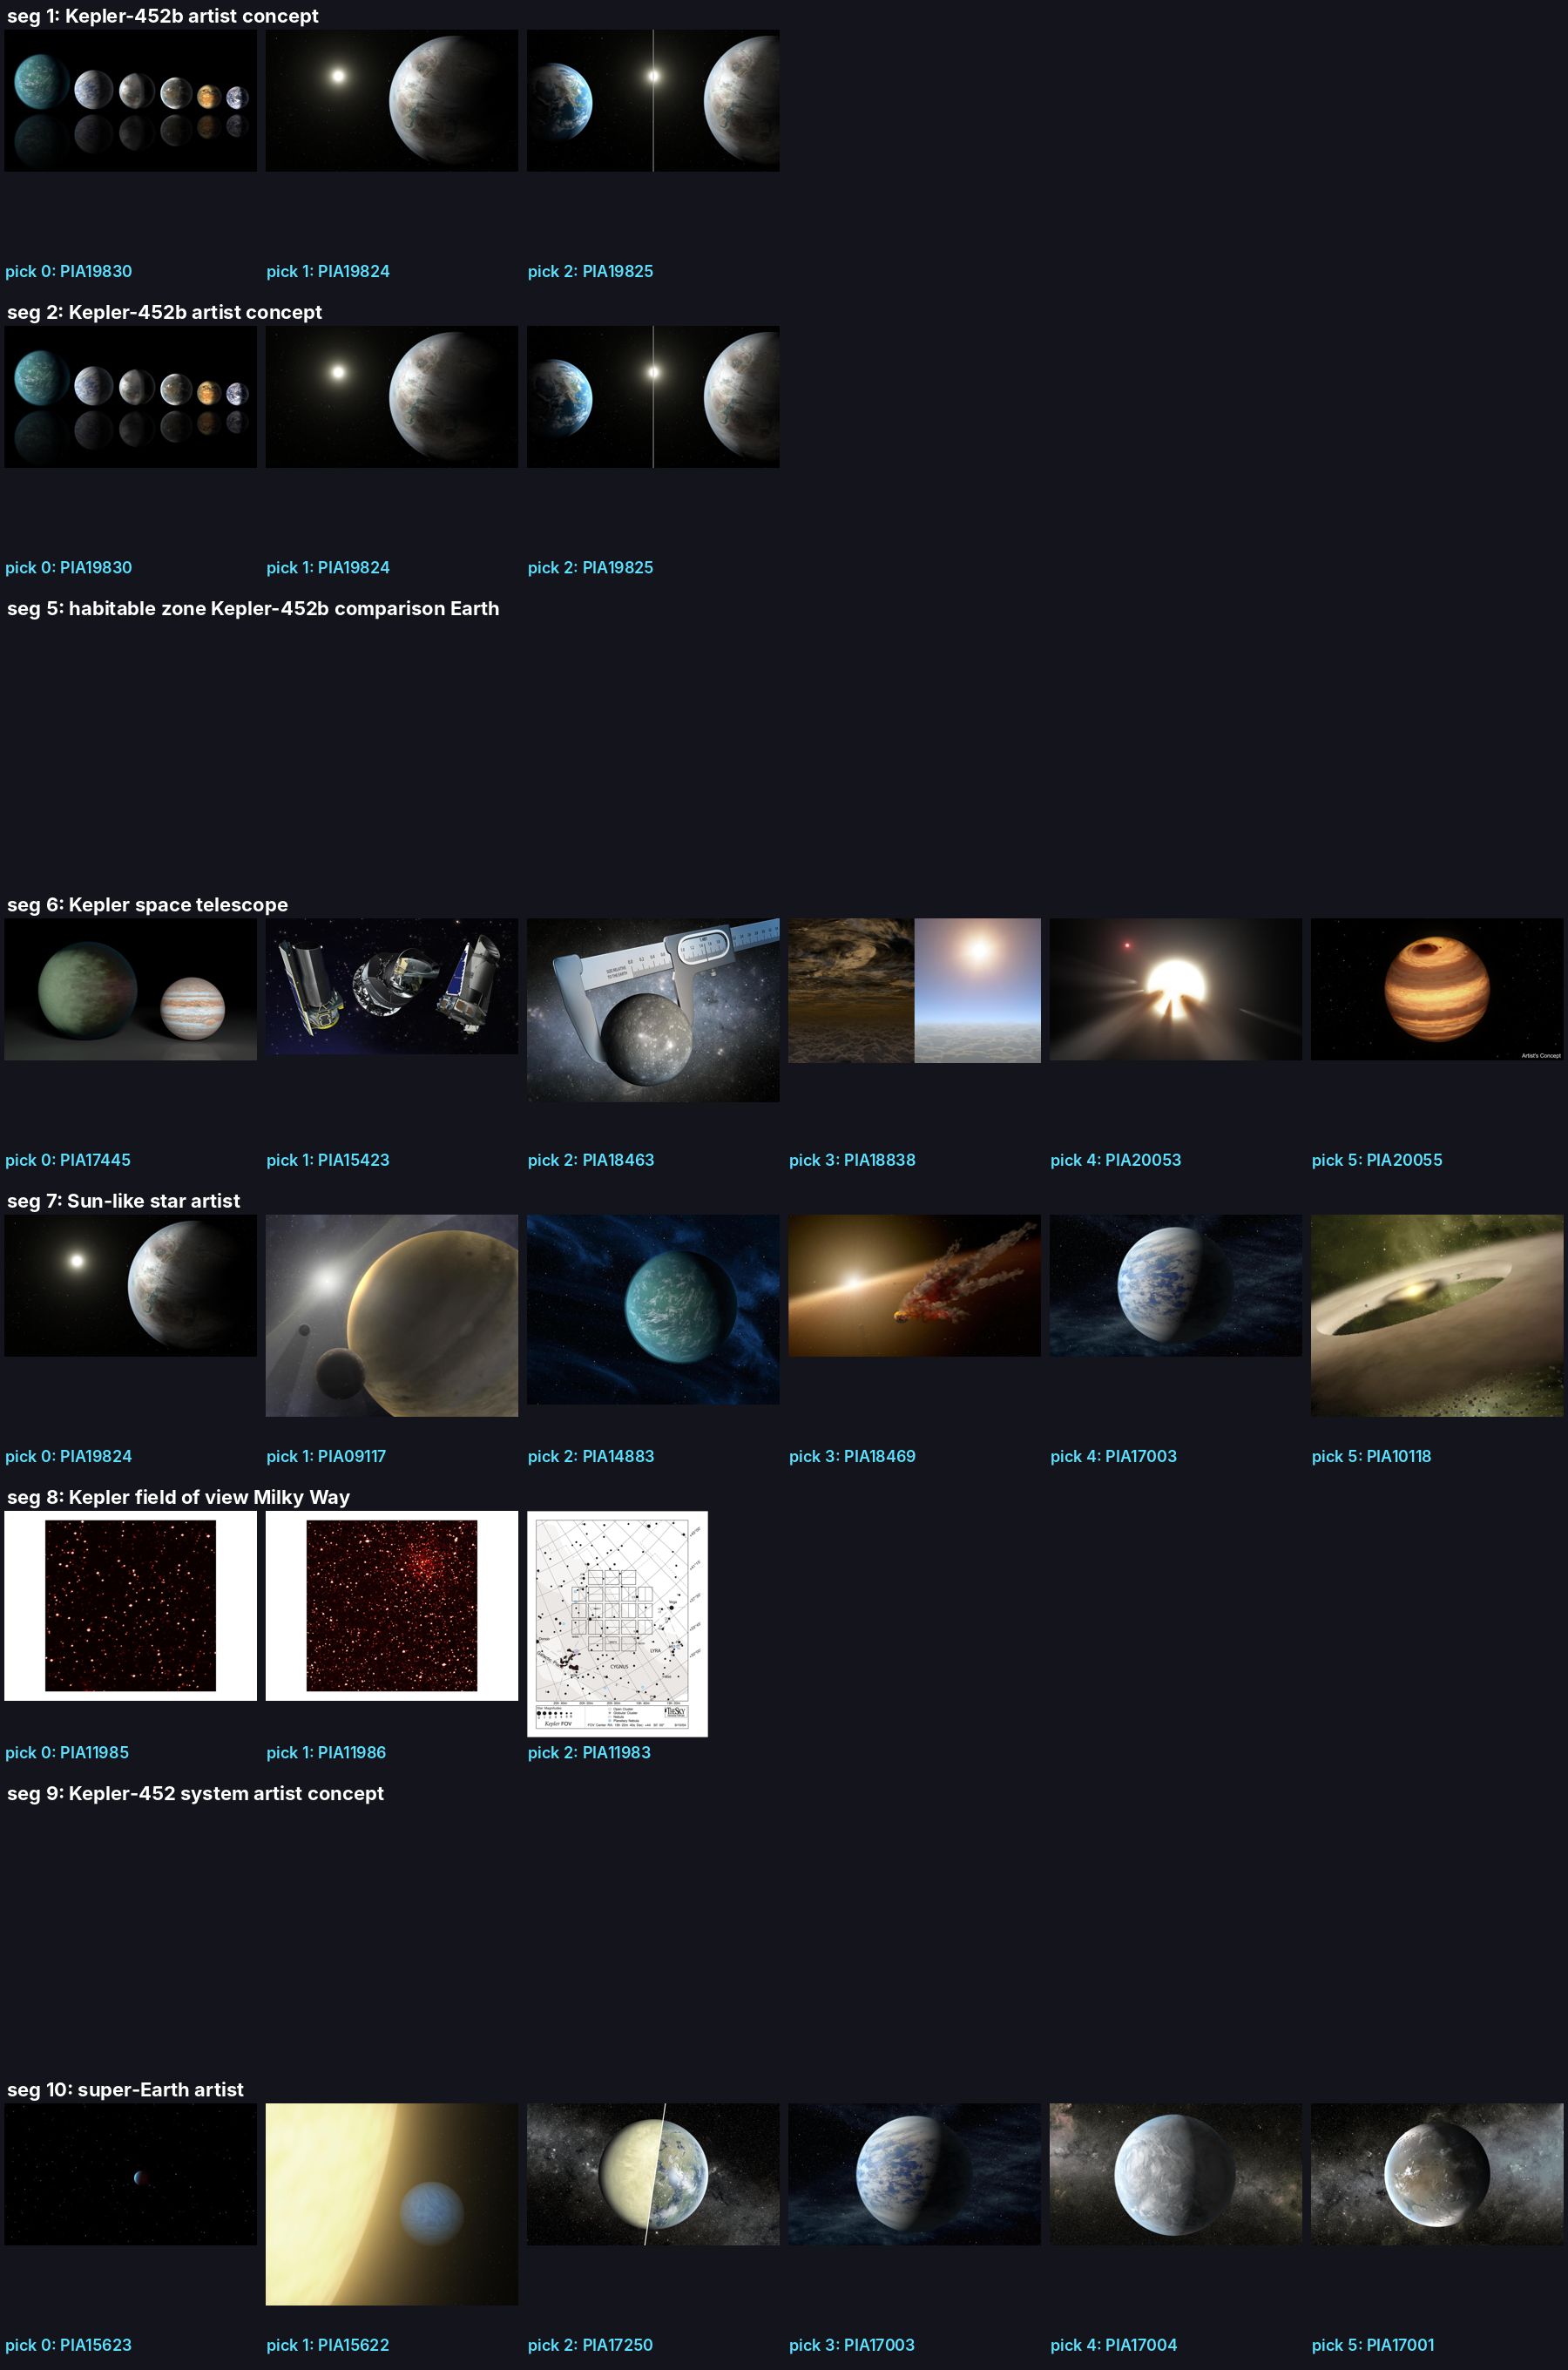 seg 1: Kepler-452b artist concept
pick 0: PIA19830
pick 1: PIA19824
pick 2: PIA19825
seg 2: Kepler-452b artist concept
pick 0: PIA19830
pick 1: PIA19824
pick 2: PIA19825
seg 5: habitable zone Kepler-452b comparison Earth
seg 6: Kepler space telescope
Artist's Concept
pick 0: PIA17445
pick 1: PIA15423
pick 2: PIA18463
pick 3: PIA18838
pick 4: PIA20053
pick 5: PIA20055
seg 7: Sun-like star artist
pick 0: PIA19824
pick 1: PIA09117
pick 2: PIA14883
pick 3: PIA18469
pick 4: PIA17003
pick 5: PIA10118
seg 8: Kepler field of view Milky Way
LYRA
CYGNUS
Kepler FOV
pick 0: PIA11985
pick 1: PIA11986
pick 2: PIA11983
seg 9: Kepler-452 system artist concept
seg 10: super-Earth artist
pick 0: PIA15623
pick 1: PIA15622
pick 2: PIA17250
pick 3: PIA17003
pick 4: PIA17004
pick 5: PIA17001